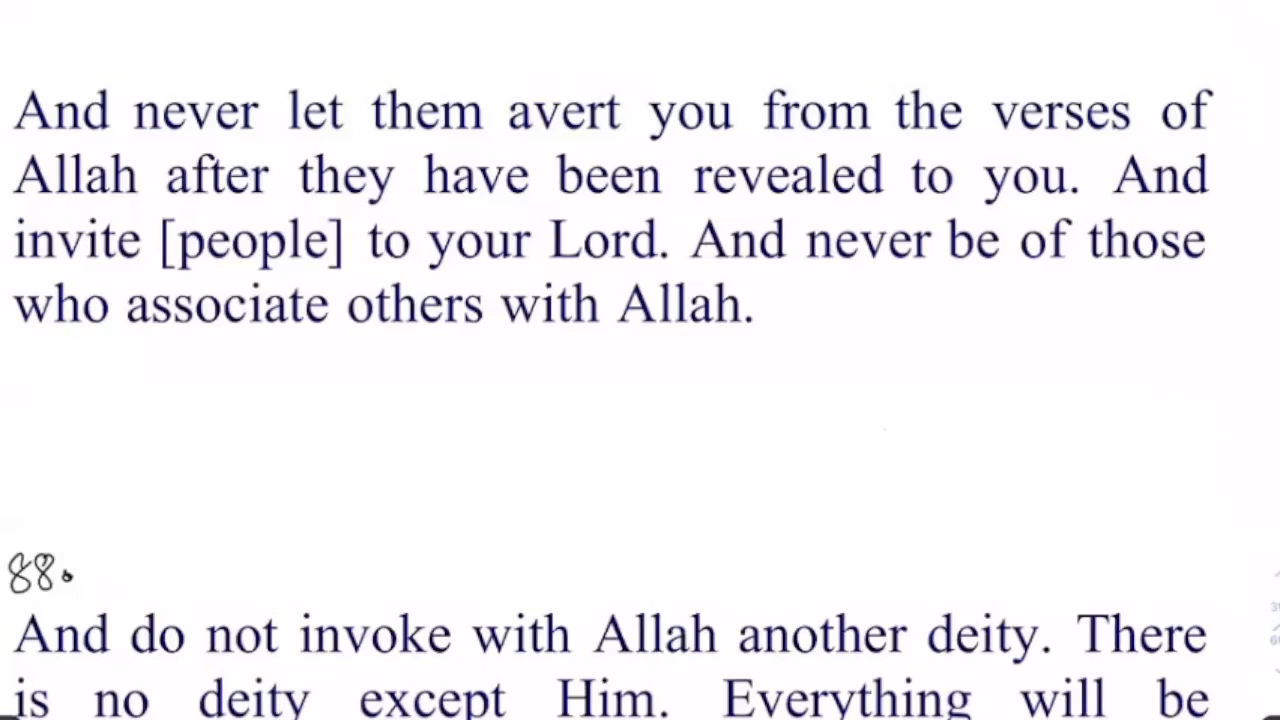 And never let them avert you from the verses of
Allah after they have been revealed to you. And
invite [people] to your Lord. And never be of those
who associate others with Allah.
88.
And do not invoke with Allah another deity. There
is no deity except Him. Everything will be